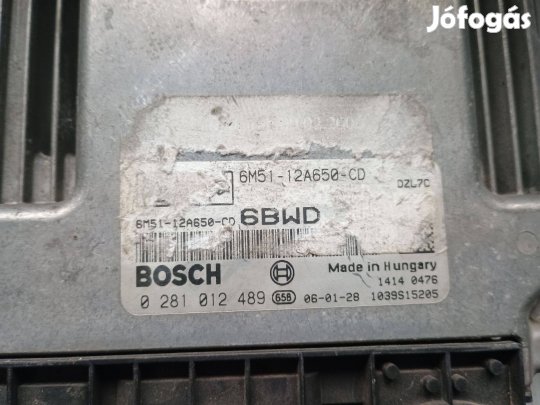 Jófogás
6M51-12A650-CD
DZL7C
6M51-12A650-CD 6BWD
BOSCH
Made in Hungary
1414 0476
0 281 012 489 658 06-01-28 1039S15205